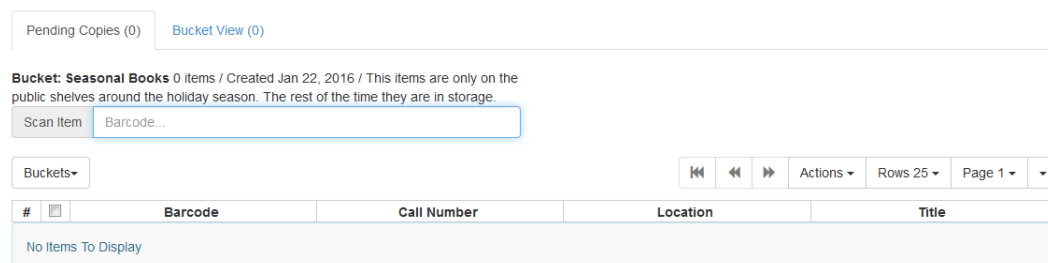 Pending Copies (0) Bucket View (0)
Bucket: Seasonal Books 0 items / Created Jan 22, 2016 / This items are only on the
public shelves around the holiday season. The rest of the time they are in storage.
Scan Item Barcode...
Buckets Actions Rows 25 Page 1
# Barcode Call Number Location Title
No Items To Display